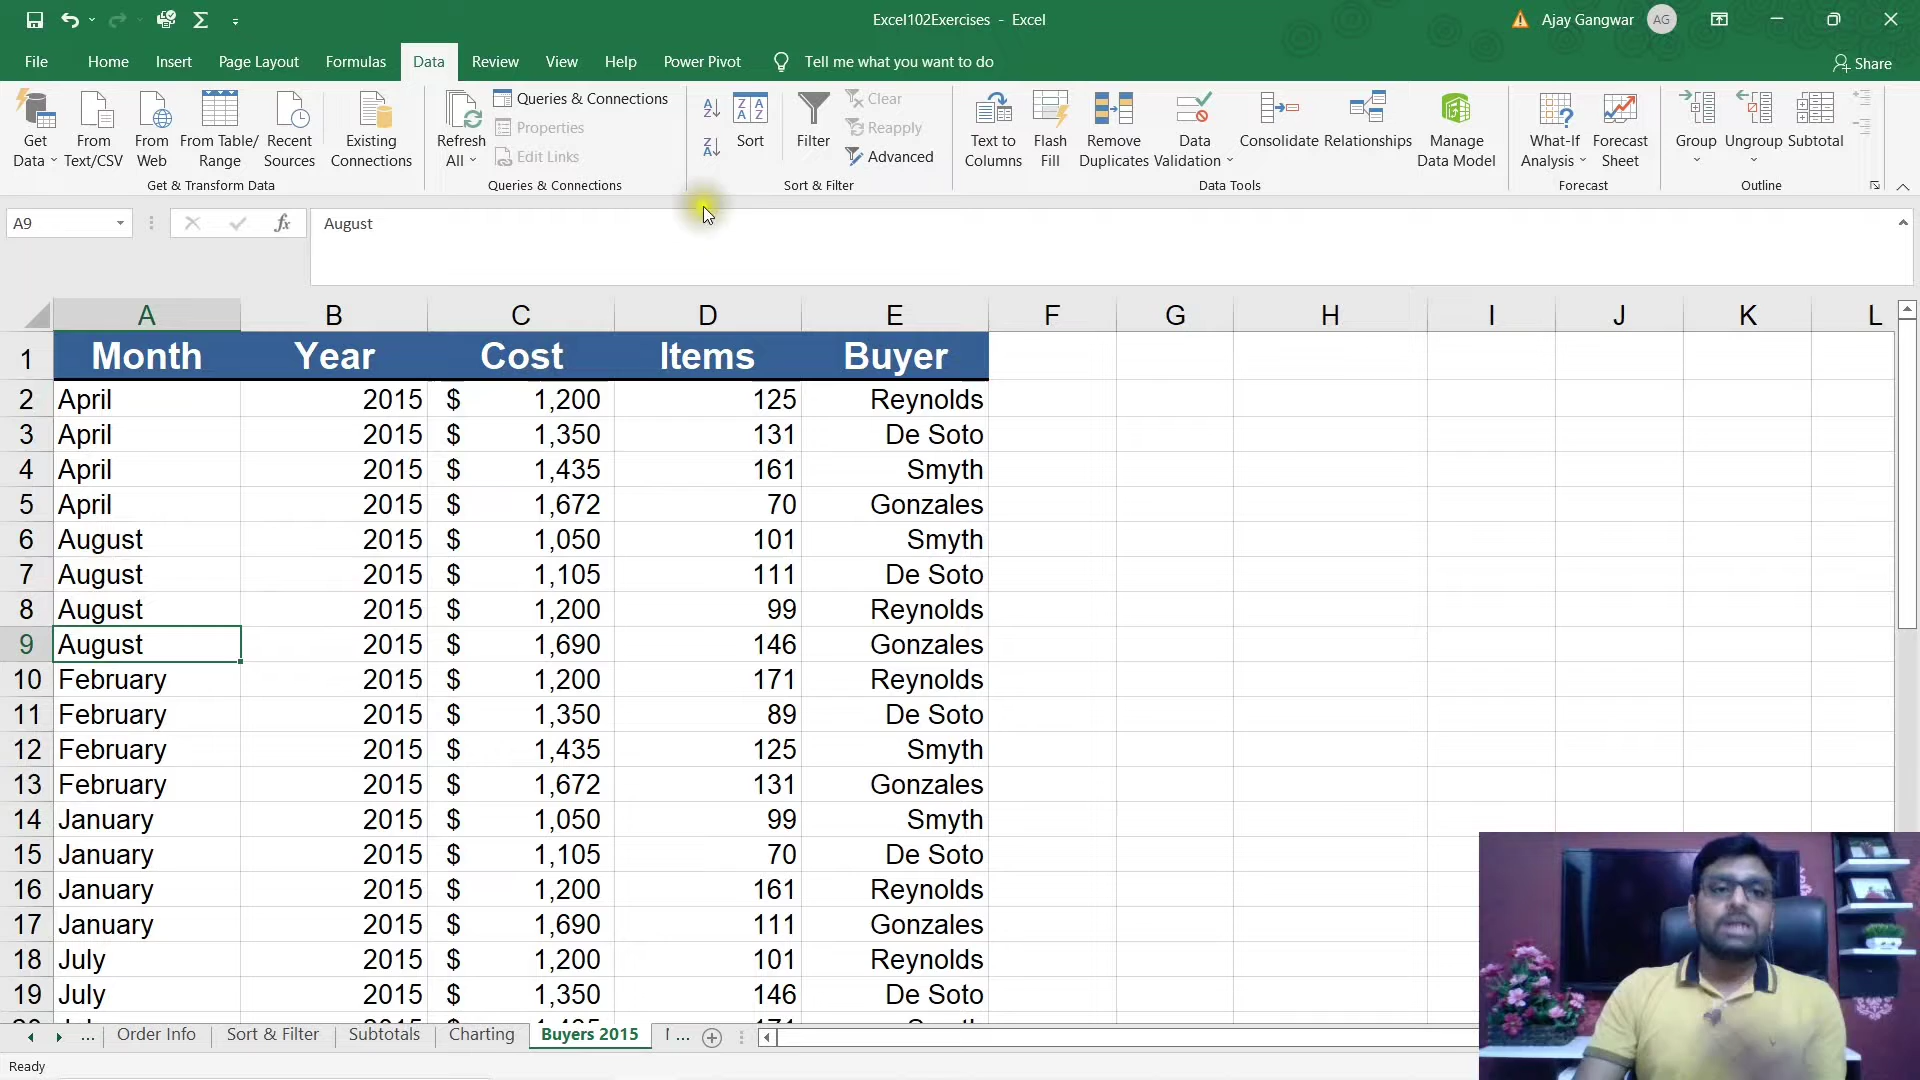 Excel102Exercises - Excel
Ajay Gangwar AG
File Home Insert Page Layout Formulas Data Review View Help Power Pivot Tell me what you want to do Share
Get Data
From Text/CSV
From Web
From Table/ Range
Recent Sources
Existing Connections
Get & Transform Data
Refresh All
Queries & Connections
Properties
Edit Links
Queries & Connections
Sort
Filter
Clear
Reapply
Advanced
Sort & Filter
Text to Columns
Flash Fill
Remove Duplicates
Data Validation
Consolidate
Relationships
Manage Data Model
Data Tools
What-If Analysis
Forecast Sheet
Forecast
Group
Ungroup
Subtotal
Outline
A9 fx August
A B C D E F G H I J K L
1 Month Year Cost Items Buyer
2 April 2015 $ 1,200 125 Reynolds
3 April 2015 $ 1,350 131 De Soto
4 April 2015 $ 1,435 161 Smyth
5 April 2015 $ 1,672 70 Gonzales
6 August 2015 $ 1,050 101 Smyth
7 August 2015 $ 1,105 111 De Soto
8 August 2015 $ 1,200 99 Reynolds
9 August 2015 $ 1,690 146 Gonzales
10 February 2015 $ 1,200 171 Reynolds
11 February 2015 $ 1,350 89 De Soto
12 February 2015 $ 1,435 125 Smyth
13 February 2015 $ 1,672 131 Gonzales
14 January 2015 $ 1,050 99 Smyth
15 January 2015 $ 1,105 70 De Soto
16 January 2015 $ 1,200 161 Reynolds
17 January 2015 $ 1,690 111 Gonzales
18 July 2015 $ 1,200 101 Reynolds
19 July 2015 $ 1,350 146 De Soto
... Order Info Sort & Filter Subtotals Charting Buyers 2015 ...
Ready